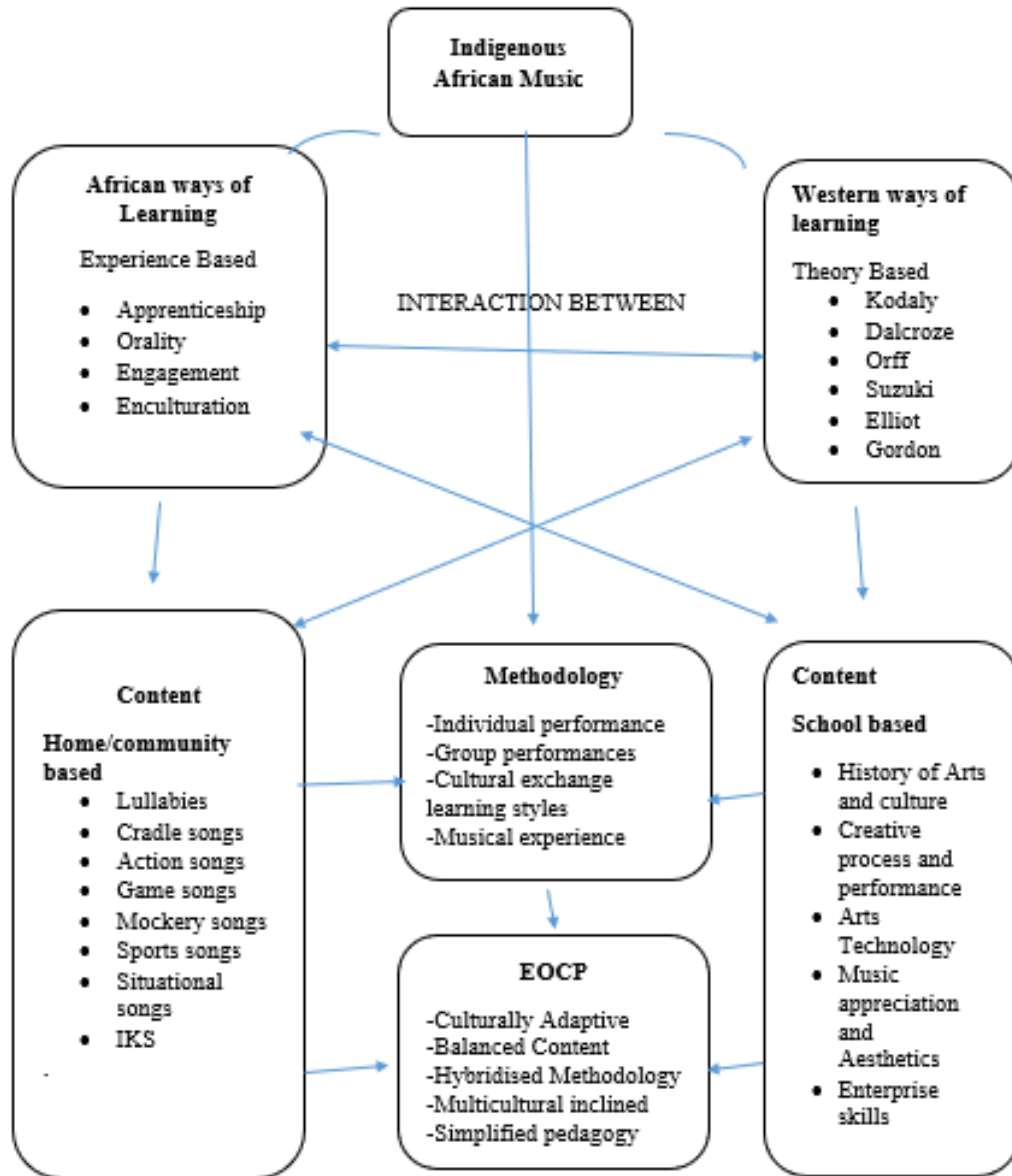 Indigenous
African Music
African ways of
Learning
Experience Based
● Apprenticeship
● Orality
● Engagement
● Enculturation
INTERACTION BETWEEN
Western ways of
learning
Theory Based
● Kodaly
● Dalcroze
● Orff
● Suzuki
● Elliot
● Gordon
Content
Home/community
based
● Lullabies
● Cradle songs
● Action songs
● Game songs
● Mockery songs
● Sports songs
● Situational
songs
● IKS
.
Methodology
-Individual performance
-Group performances
-Cultural exchange
learning styles
-Musical experience
Content
School based
● History of Arts
and culture
● Creative
process and
performance
● Arts
Technology
● Music
appreciation
and
Aesthetics
● Enterprise
skills
EOCP
-Culturally Adaptive
-Balanced Content
-Hybridised Methodology
-Multicultural inclined
-Simplified pedagogy